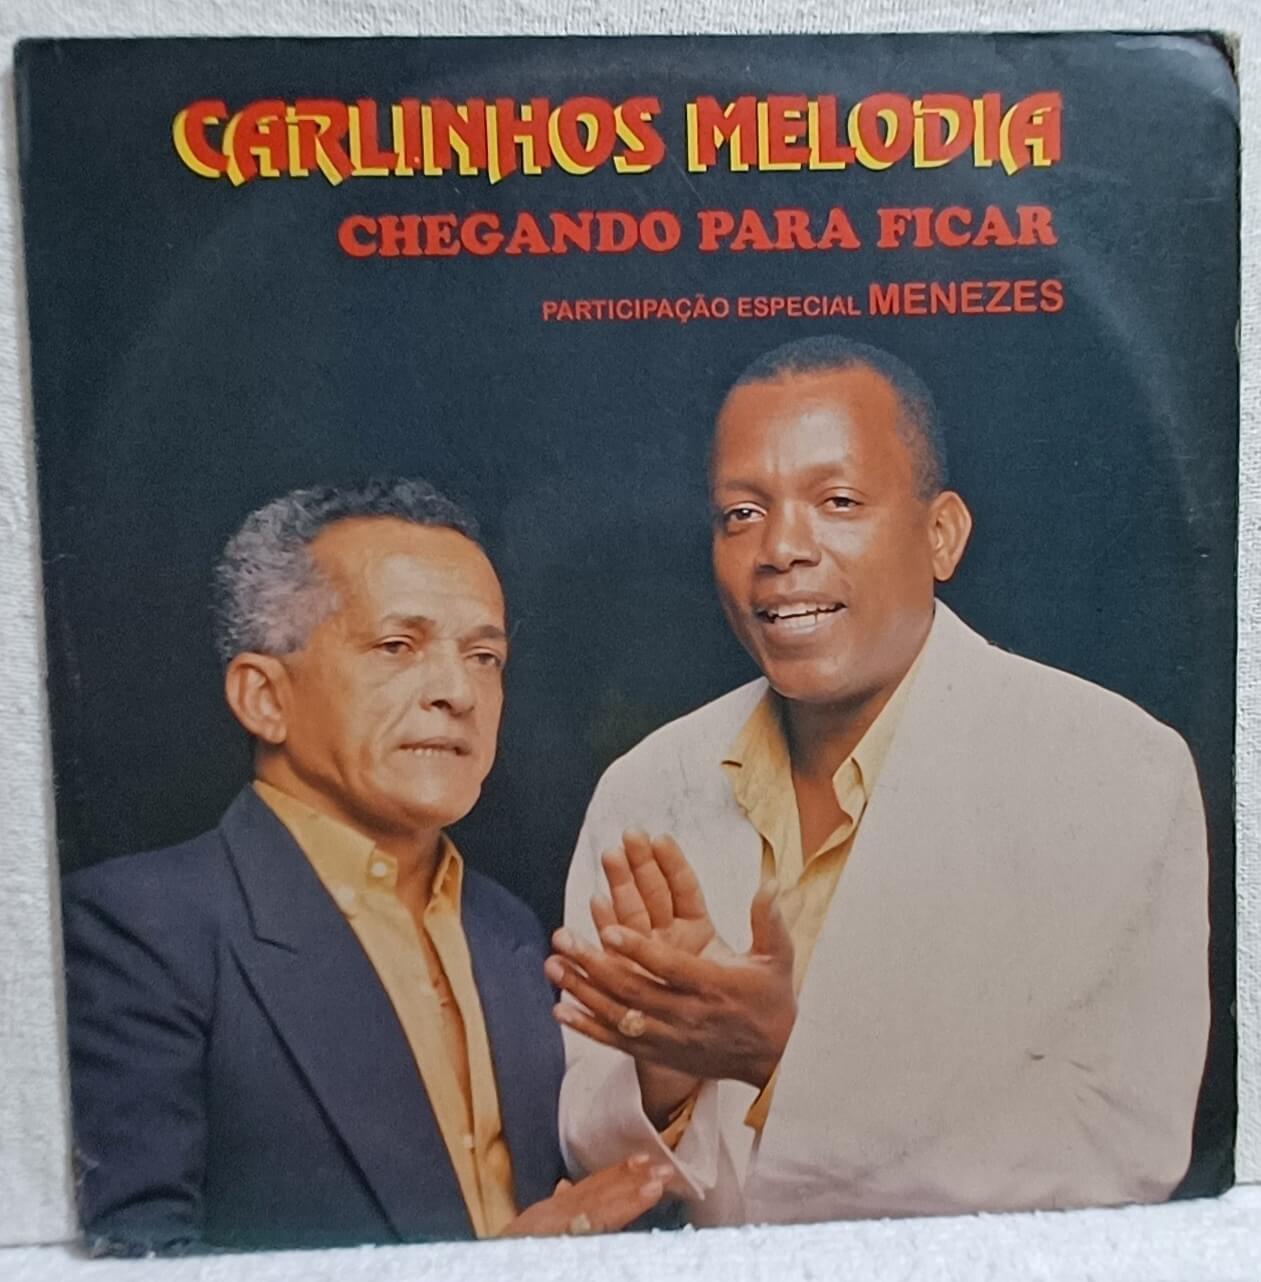 CARLINHOS MELODIA
CHEGANDO PARA FICAR
PARTICIPAÇÃO ESPECIAL MENEZES